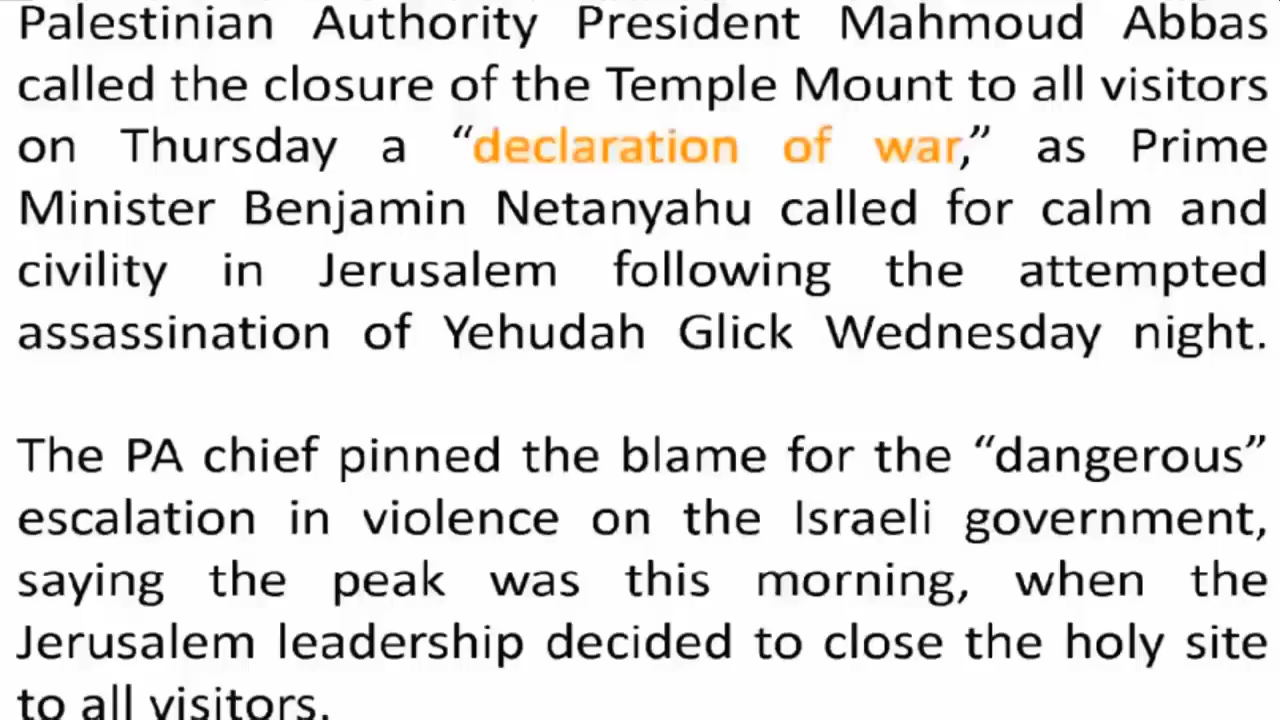 Palestinian Authority President Mahmoud Abbas
called the closure of the Temple Mount to all visitors
on Thursday a “declaration of war,” as Prime
Minister Benjamin Netanyahu called for calm and
civility in Jerusalem following the attempted
assassination of Yehudah Glick Wednesday night.
The PA chief pinned the blame for the “dangerous”
escalation in violence on the Israeli government,
saying the peak was this morning, when the
Jerusalem leadership decided to close the holy site
to all visitors.